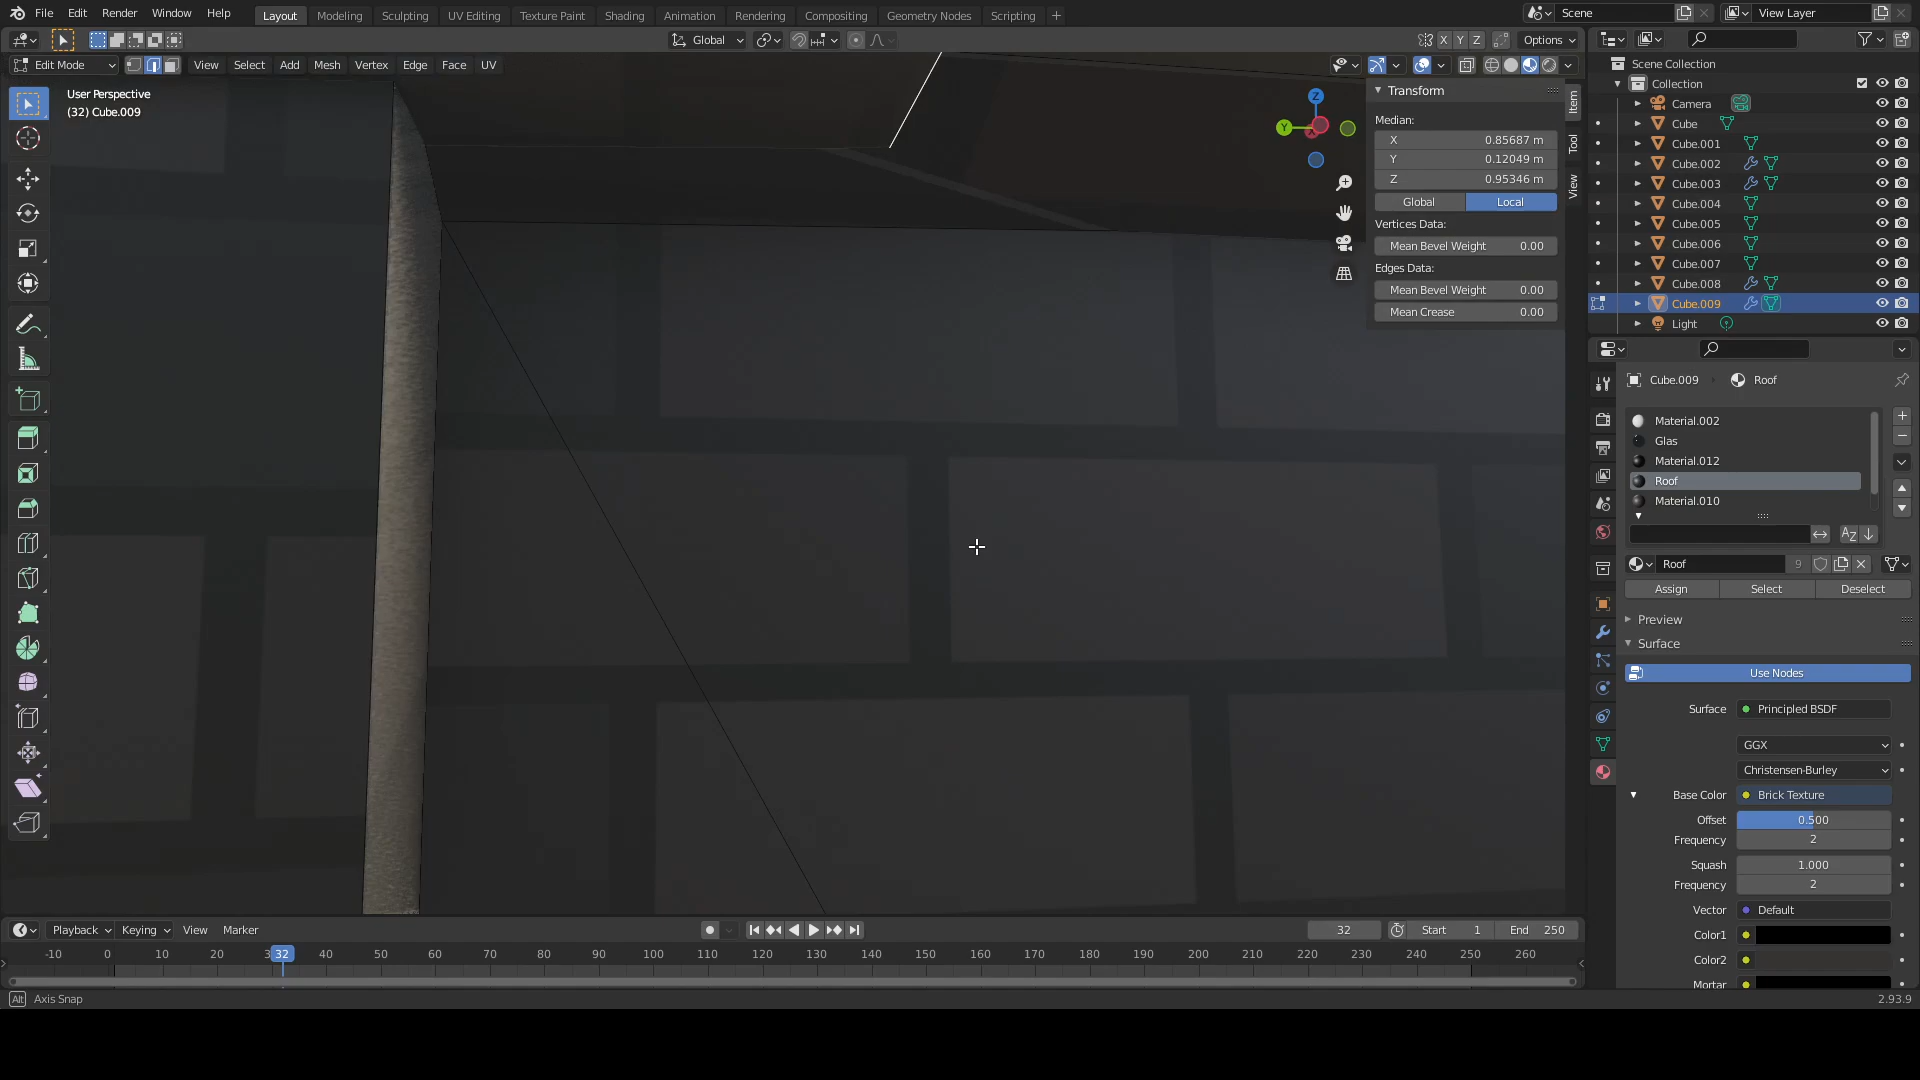 File Edit Render Window Help Layout Modeling Sculpting UV Editing Texture Paint Shading Animation Rendering Compositing Geometry Nodes Scripting Scene View Layer
Global X Y Z Options
Edit Mode View Select Add Mesh Vertex Edge Face UV
User Perspective
(32) Cube.009
Z
Y
Transform
Median:
X 0.85687 m
Y 0.12049 m
Z 0.95346 m
Global Local
Vertices Data:
Mean Bevel Weight 0.00
Edges Data:
Mean Bevel Weight 0.00
Mean Crease 0.00
Item
Tool
View
Scene Collection
Collection
Camera
Cube
Cube.001
Cube.002
Cube.003
Cube.004
Cube.005
Cube.006
Cube.007
Cube.008
Cube.009
Light
Cube.009 Roof
Material.002
Glas
Material.012
Roof
Material.010
Roof 9
Assign Select Deselect
Preview
Surface
Use Nodes
Surface Principled BSDF
GGX
Christensen-Burley
Base Color Brick Texture
Offset 0.500
Frequency 2
Squash 1.000
Frequency 2
Vector Default
Color1
Color2
Mortar
Playback Keying View Marker 32 Start 1 End 250
-10 0 10 20 3 32 40 50 60 70 80 90 100 110 120 130 140 150 160 170 180 190 200 210 220 230 240 250 260
Alt Axis Snap 2.93.9